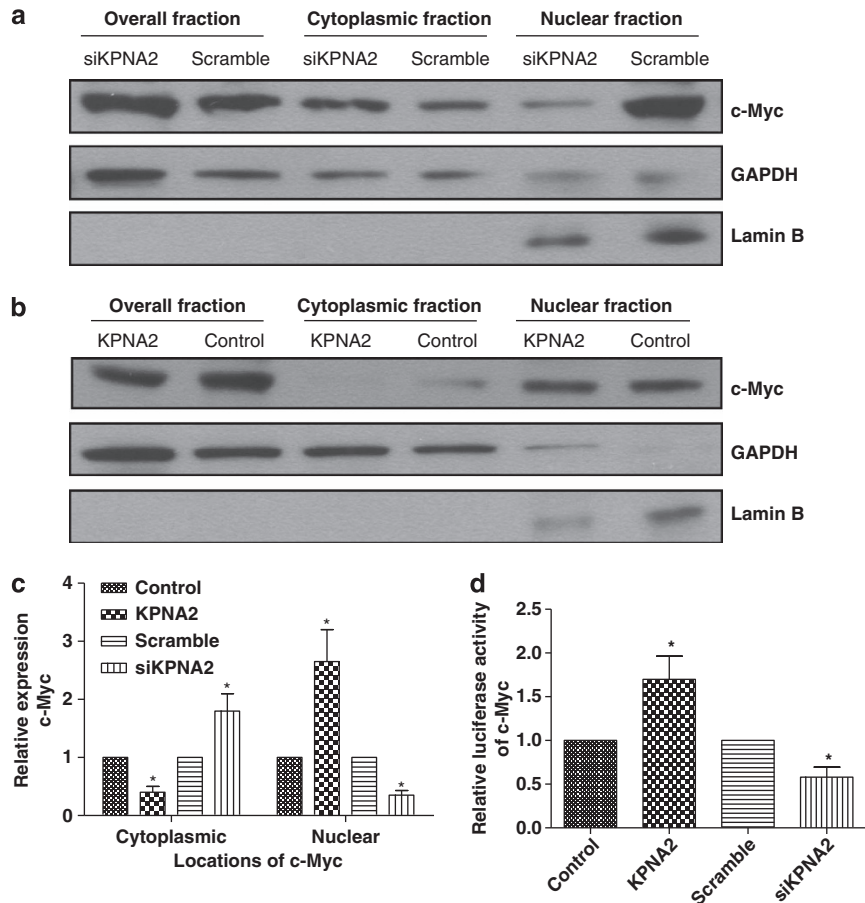 a
Overall fraction Cytoplasmic fraction Nuclear fraction
siKPNA2 Scramble siKPNA2 Scramble siKPNA2 Scramble
c-Myc
GAPDH
Lamin B
b
Overall fraction Cytoplasmic fraction Nuclear fraction
KPNA2 Control KPNA2 Control KPNA2 Control
c-Myc
GAPDH
Lamin B
c
Relative expression
c-Myc
4
3
2
1
0
Control
KPNA2
Scramble
siKPNA2
* * * *
Cytoplasmic Nuclear
Locations of c-Myc
d
Relative luciferase activity
of c-Myc
2.5
2.0
1.5
1.0
0.5
0.0
* *
Control KPNA2 Scramble siKPNA2